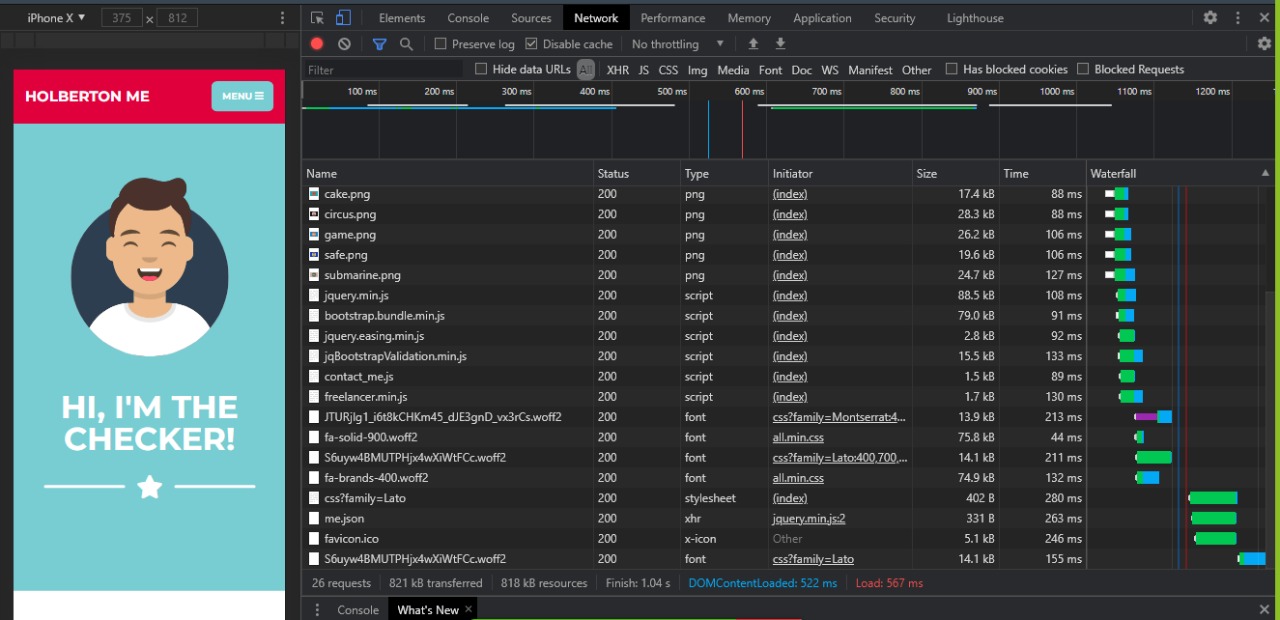 iPhone X ▼ 375 × 812
Elements Console Sources Network Performance Memory Application Security Lighthouse
Preserve log Disable cache No throttling ▼
Filter Hide data URLs All XHR JS CSS Img Media Font Doc WS Manifest Other Has blocked cookies Blocked Requests
HOLBERTON ME
MENU
HI, I'M THE
CHECKER!
100 ms 200 ms 300 ms 400 ms 500 ms 600 ms 700 ms 800 ms 900 ms 1000 ms 1100 ms 1200 ms
Name Status Type Initiator Size Time Waterfall
cake.png 200 png (index) 17.4 kB 88 ms
circus.png 200 png (index) 28.3 kB 88 ms
game.png 200 png (index) 26.2 kB 106 ms
safe.png 200 png (index) 19.6 kB 106 ms
submarine.png 200 png (index) 24.7 kB 127 ms
jquery.min.js 200 script (index) 88.5 kB 108 ms
bootstrap.bundle.min.js 200 script (index) 79.0 kB 91 ms
jquery.easing.min.js 200 script (index) 2.8 kB 92 ms
jqBootstrapValidation.min.js 200 script (index) 15.5 kB 133 ms
contact_me.js 200 script (index) 1.5 kB 89 ms
freelancer.min.js 200 script (index) 1.7 kB 130 ms
JTURjIg1_i6t8kCHKm45_dJE3gnD_vx3rCs.woff2 200 font css?family=Montserrat:4... 13.9 kB 213 ms
fa-solid-900.woff2 200 font all.min.css 75.8 kB 44 ms
S6uyw4BMUTPHjx4wXiWtFCc.woff2 200 font css?family=Lato:400,700,... 14.1 kB 211 ms
fa-brands-400.woff2 200 font all.min.css 74.9 kB 132 ms
css?family=Lato 200 stylesheet (index) 402 B 280 ms
me.json 200 xhr jquery.min.js:2 331 B 263 ms
favicon.ico 200 x-icon Other 5.1 kB 246 ms
S6uyw4BMUTPHjx4wXiWtFCc.woff2 200 font css?family=Lato 14.1 kB 155 ms
26 requests 821 kB transferred 818 kB resources Finish: 1.04 s DOMContentLoaded: 522 ms Load: 567 ms
Console What's New ×